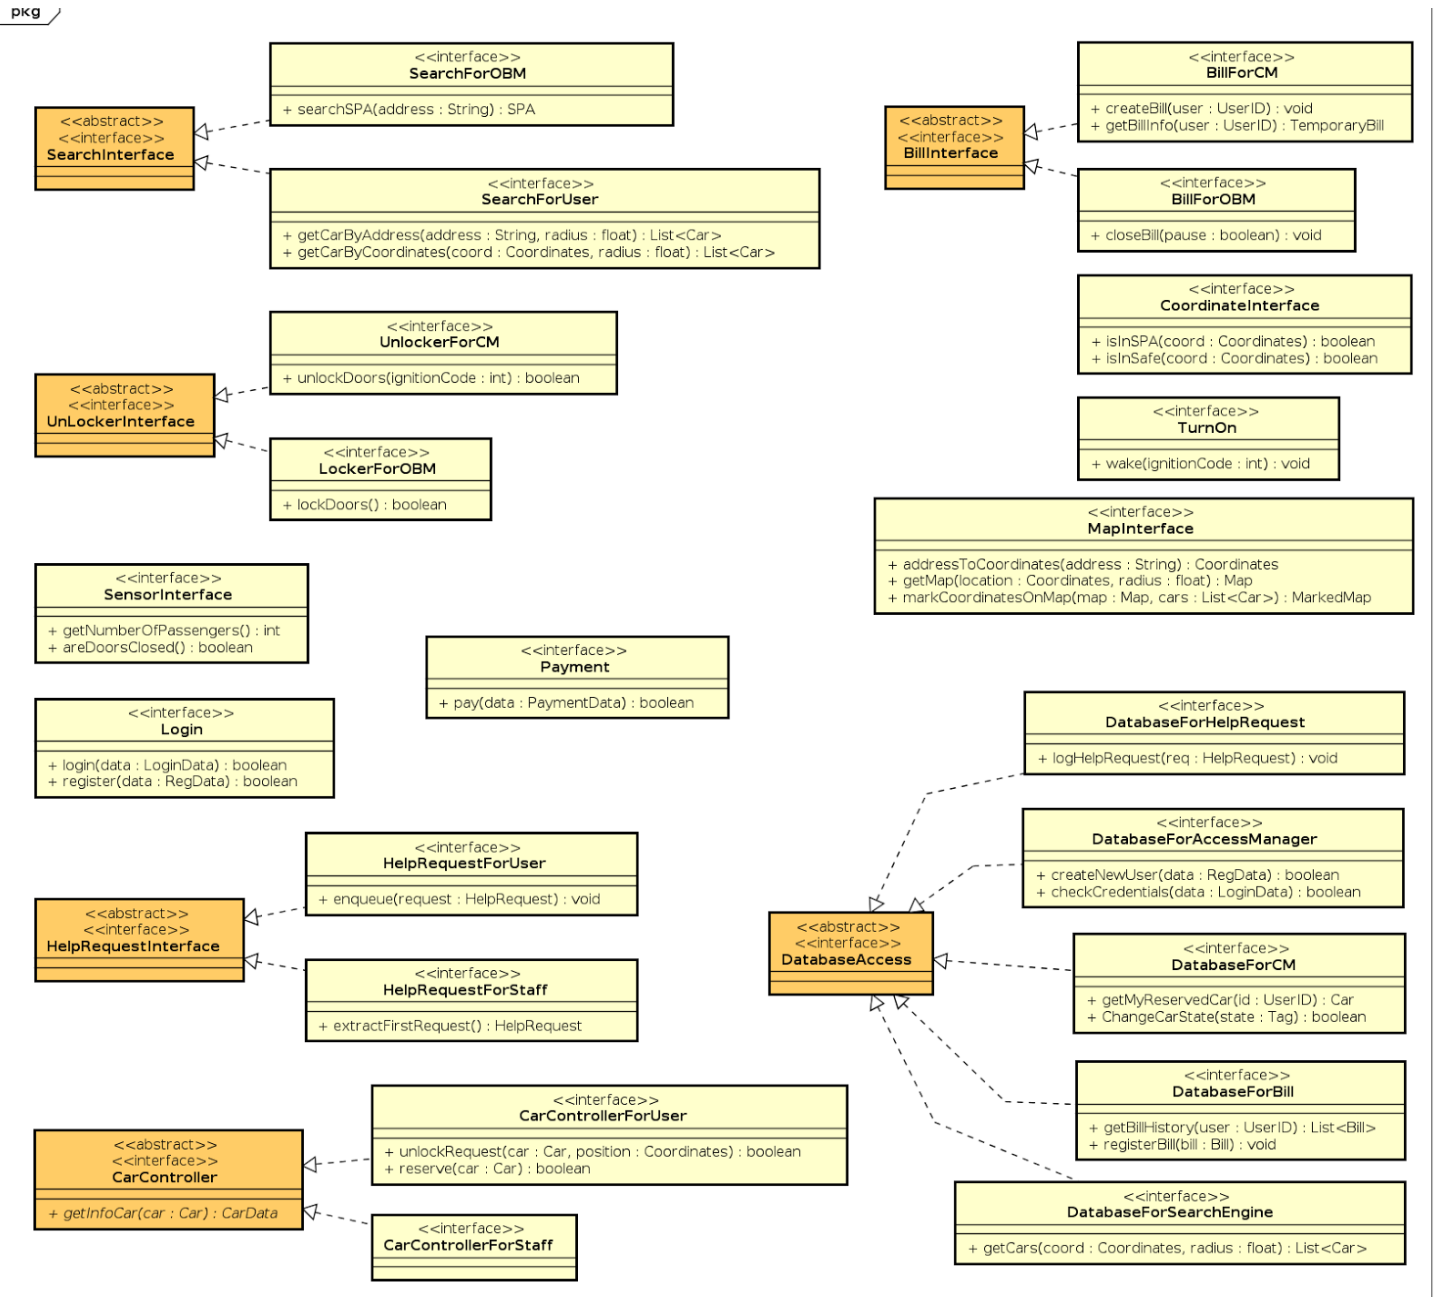 pkg
<<interface>>
SearchForOBM
+ searchSPA(address : String) : SPA
<<abstract>>
<<interface>>
SearchInterface
<<interface>>
SearchForUser
+ getCarByAddress(address : String, radius : float) : List<Car>
+ getCarByCoordinates(coord : Coordinates, radius : float) : List<Car>
<<interface>>
BillForCM
+ createBill(user : UserID) : void
+ getBillInfo(user : UserID) : TemporaryBill
<<abstract>>
<<interface>>
BillInterface
<<interface>>
BillForOBM
+ closeBill(pause : boolean) : void
<<interface>>
CoordinateInterface
+ isInSPA(coord : Coordinates) : boolean
+ isInSafe(coord : Coordinates) : boolean
<<interface>>
UnlockerForCM
+ unlockDoors(ignitionCode : int) : boolean
<<abstract>>
<<interface>>
UnLockerInterface
<<interface>>
LockerForOBM
+ lockDoors() : boolean
<<interface>>
TurnOn
+ wake(ignitionCode : int) : void
<<interface>>
MapInterface
+ addressToCoordinates(address : String) : Coordinates
+ getMap(location : Coordinates, radius : float) : Map
+ markCoordinatesOnMap(map : Map, cars : List<Car>) : MarkedMap
<<interface>>
SensorInterface
+ getNumberOfPassengers() : int
+ areDoorsClosed() : boolean
<<interface>>
Payment
+ pay(data : PaymentData) : boolean
<<interface>>
Login
+ login(data : LoginData) : boolean
+ register(data : RegData) : boolean
<<interface>>
DatabaseForHelpRequest
+ logHelpRequest(req : HelpRequest) : void
<<interface>>
DatabaseForAccessManager
+ createNewUser(data : RegData) : boolean
+ checkCredentials(data : LoginData) : boolean
<<interface>>
HelpRequestForUser
+ enqueue(request : HelpRequest) : void
<<abstract>>
<<interface>>
HelpRequestInterface
<<interface>>
HelpRequestForStaff
+ extractFirstRequest() : HelpRequest
<<abstract>>
<<interface>>
DatabaseAccess
<<interface>>
DatabaseForCM
+ getMyReservedCar(id : UserID) : Car
+ ChangeCarState(state : Tag) : boolean
<<interface>>
DatabaseForBill
+ getBillHistory(user : UserID) : List<Bill>
+ registerBill(bill : Bill) : void
<<interface>>
CarControllerForUser
+ unlockRequest(car : Car, position : Coordinates) : boolean
+ reserve(car : Car) : boolean
<<abstract>>
<<interface>>
CarController
+ getInfoCar(car : Car) : CarData
<<interface>>
CarControllerForStaff
<<interface>>
DatabaseForSearchEngine
+ getCars(coord : Coordinates, radius : float) : List<Car>